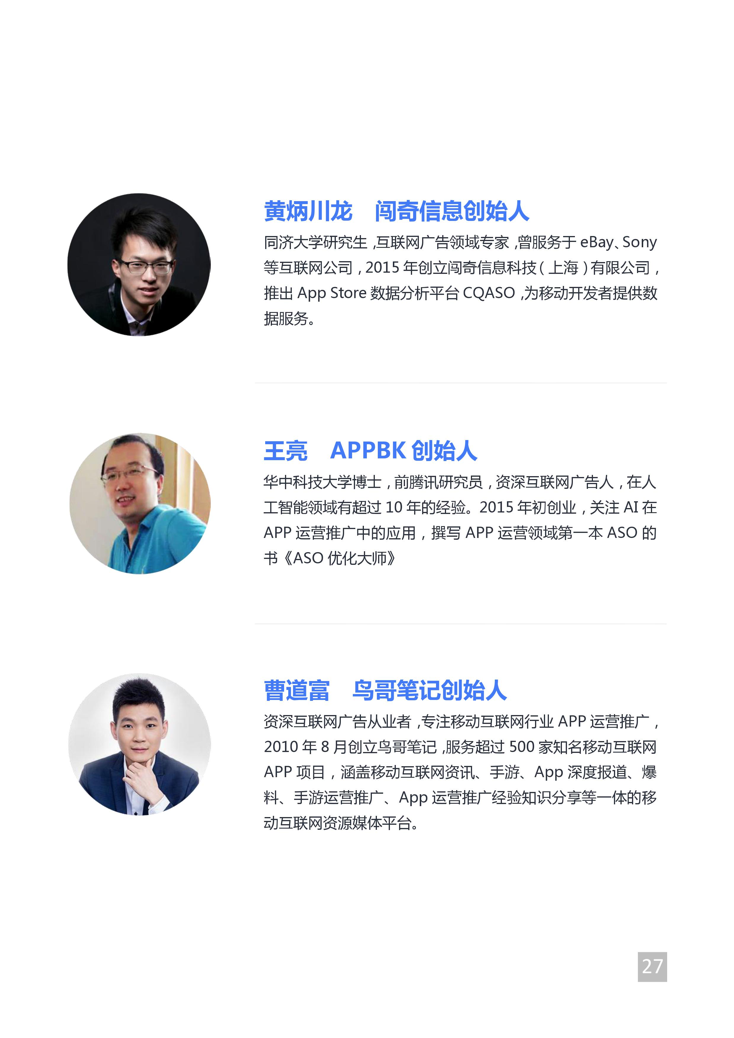 黄炳川龙 闯奇信息创始人
同济大学研究生，互联网广告领域专家，曾服务于 eBay、Sony
等互联网公司，2015 年创立闯奇信息科技（上海）有限公司，
推出 App Store 数据分析平台 CQASO，为移动开发者提供数
据服务。
王亮 APPBK 创始人
华中科技大学博士，前腾讯研究员，资深互联网广告人，在人
工智能领域有超过 10 年的经验。2015 年初创业，关注 AI 在
APP 运营推广中的应用，撰写 APP 运营领域第一本 ASO 的
书《ASO 优化大师》
曹道富 鸟哥笔记创始人
资深互联网广告从业者，专注移动互联网行业 APP 运营推广，
2010 年 8 月创立鸟哥笔记，服务超过 500 家知名移动互联网
APP 项目，涵盖移动互联网资讯、手游、App 深度报道、爆
料、手游运营推广、App 运营推广经验知识分享等一体的移
动互联网资源媒体平台。
27